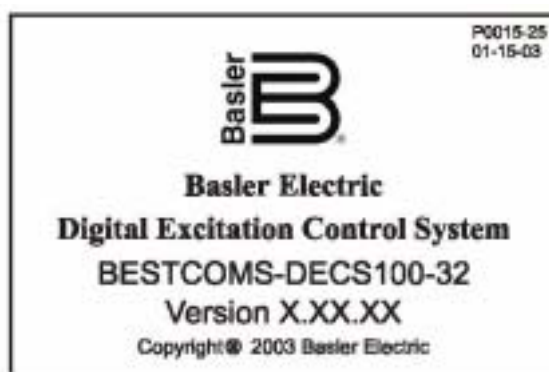 P0015-25
01-15-03
Basler
Basler Electric
Digital Excitation Control System
BESTCOMS-DECS100-32
Version X.XX.XX
Copyright® 2003 Basler Electric